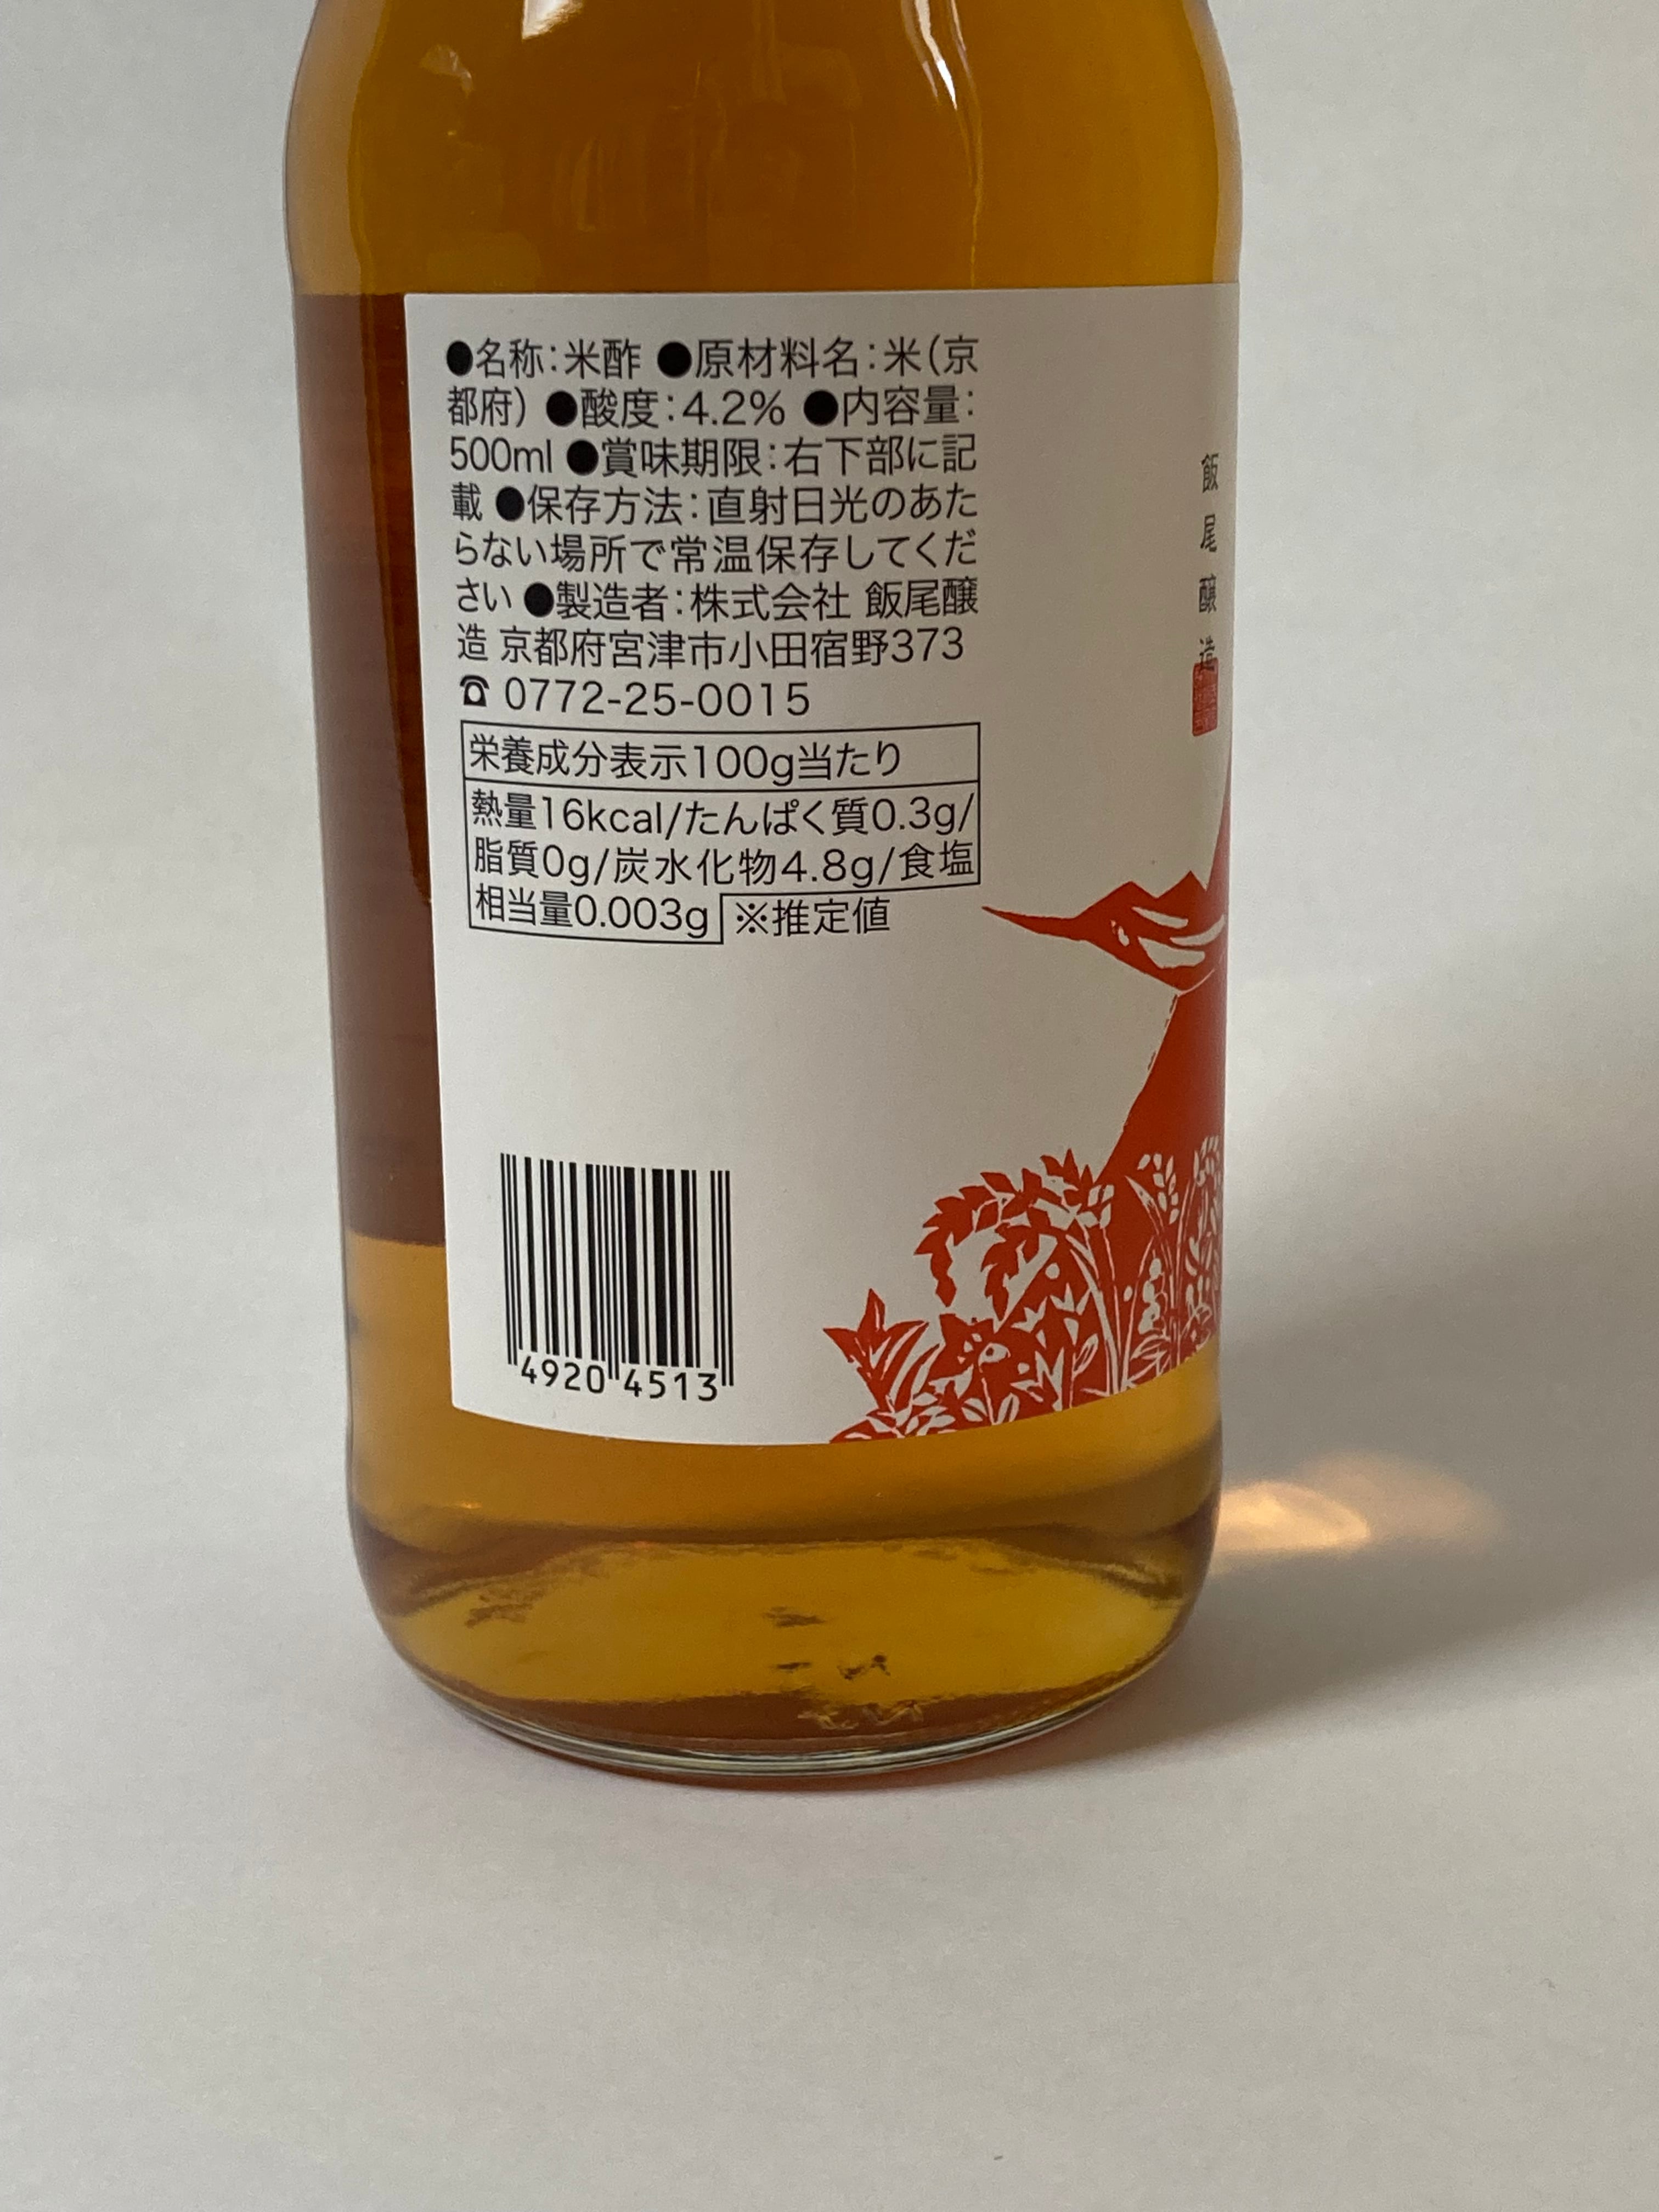 ●名称：米酢 ●原材料名：米（京
都府） ●酸度：4.2% ●内容量：
500ml ●賞味期限：右下部に記
載 ●保存方法：直射日光のあた
らない場所で常温保存してくだ
さい ●製造者：株式会社 飯尾醸
造 京都府宮津市小田宿野373
☎ 0772-25-0015
栄養成分表示100g当たり
熱量16kcal/たんぱく質0.3g/
脂質0g/炭水化物4.8g/食塩
相当量0.003g ※推定値
4920 4513
飯尾醸造